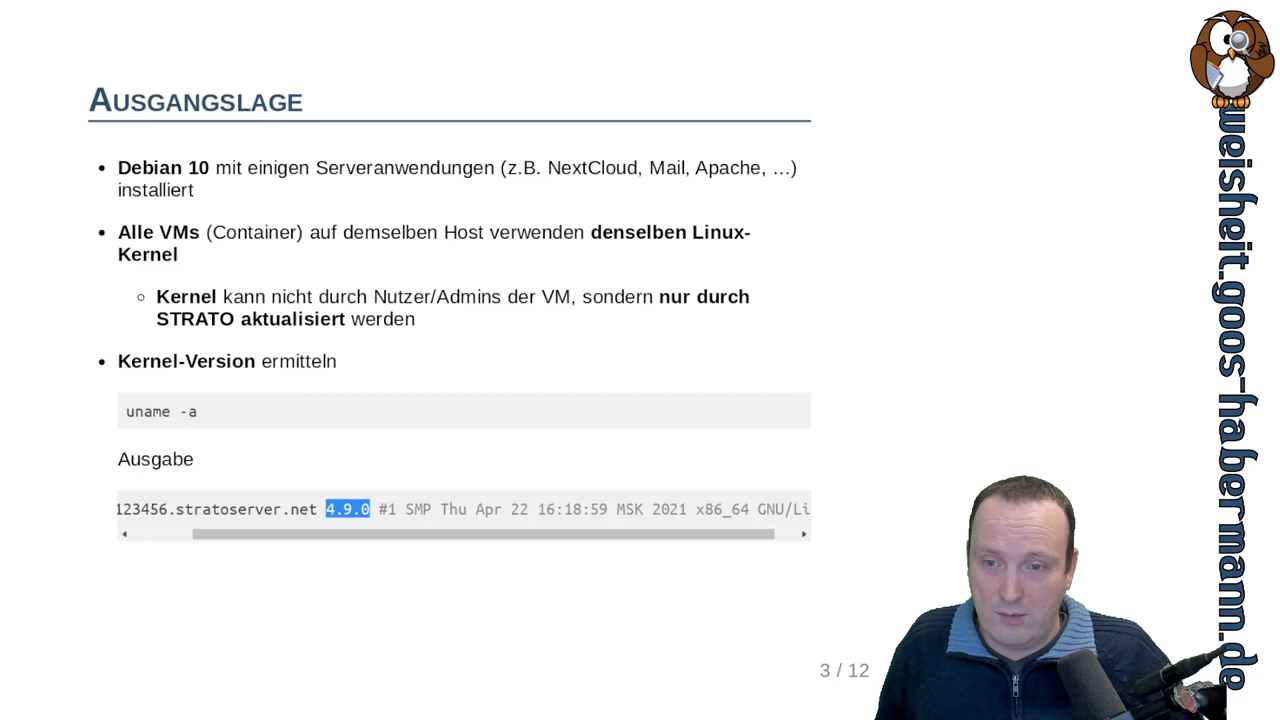 AUSGANGSLAGE
• Debian 10 mit einigen Serveranwendungen (z.B. NextCloud, Mail, Apache, ...)
installiert
• Alle VMs (Container) auf demselben Host verwenden denselben Linux-
Kernel
◦ Kernel kann nicht durch Nutzer/Admins der VM, sondern nur durch
STRATO aktualisiert werden
• Kernel-Version ermitteln
uname -a
Ausgabe
123456.stratoserver.net 4.9.0 #1 SMP Thu Apr 22 16:18:59 MSK 2021 x86_64 GNU/Li
3 / 12
weisheit.goos-habermann.de